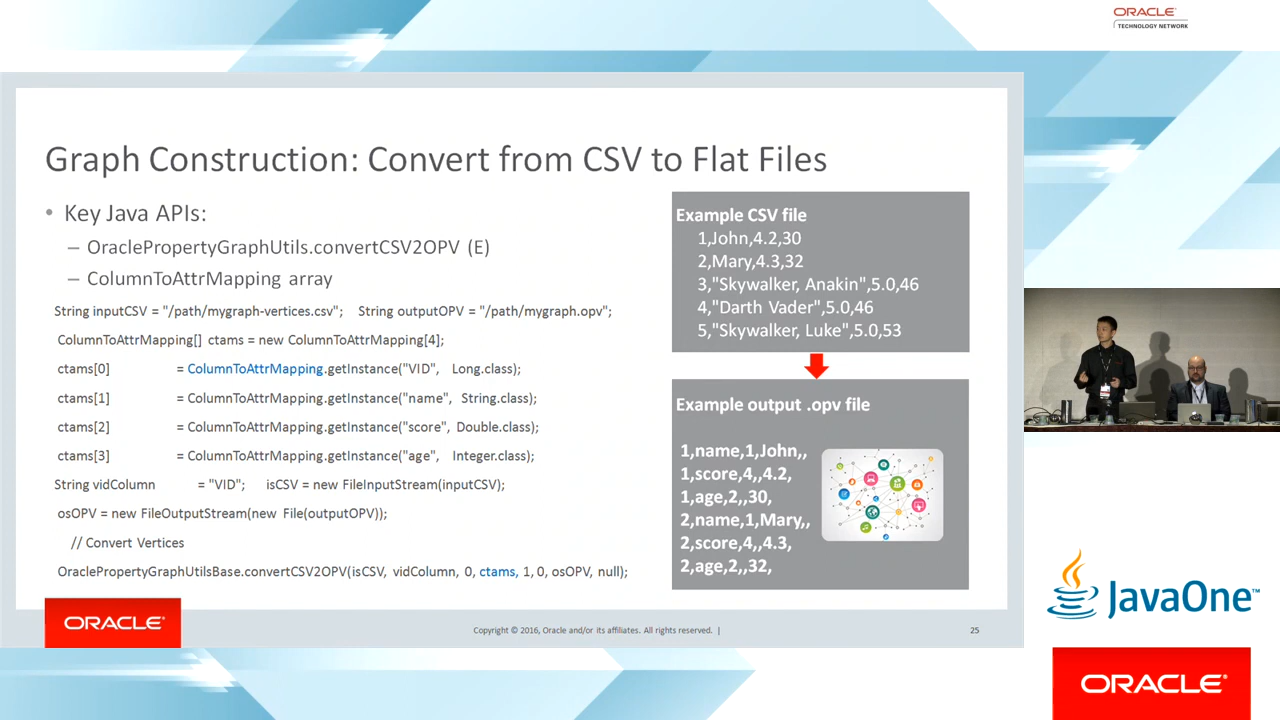 ORACLE
TECHNOLOGY NETWORK
Graph Construction: Convert from CSV to Flat Files
• Key Java APIs:
– OraclePropertyGraphUtils.convertCSV2OPV (E)
– ColumnToAttrMapping array
String inputCSV = "/path/mygraph-vertices.csv"; String outputOPV = "/path/mygraph.opv";
ColumnToAttrMapping[] ctams = new ColumnToAttrMapping[4];
ctams[0] = ColumnToAttrMapping.getInstance("VID", Long.class);
ctams[1] = ColumnToAttrMapping.getInstance("name", String.class);
ctams[2] = ColumnToAttrMapping.getInstance("score", Double.class);
ctams[3] = ColumnToAttrMapping.getInstance("age", Integer.class);
String vidColumn = "VID"; isCSV = new FileInputStream(inputCSV);
osOPV = new FileOutputStream(new File(outputOPV));
// Convert Vertices
OraclePropertyGraphUtilsBase.convertCSV2OPV(isCSV, vidColumn, 0, ctams, 1, 0, osOPV, null);
Example CSV file
1,John,4.2,30
2,Mary,4.3,32
3,"Skywalker, Anakin",5.0,46
4,"Darth Vader",5.0,46
5,"Skywalker, Luke",5.0,53
Example output .opv file
1,name,1,John,,
1,score,4,,4.2,
1,age,2,,30,
2,name,1,Mary,,
2,score,4,,4.3,
2,age,2,,32,
ORACLE®
Copyright © 2016, Oracle and/or its affiliates. All rights reserved. |
25
JavaOne™
ORACLE®